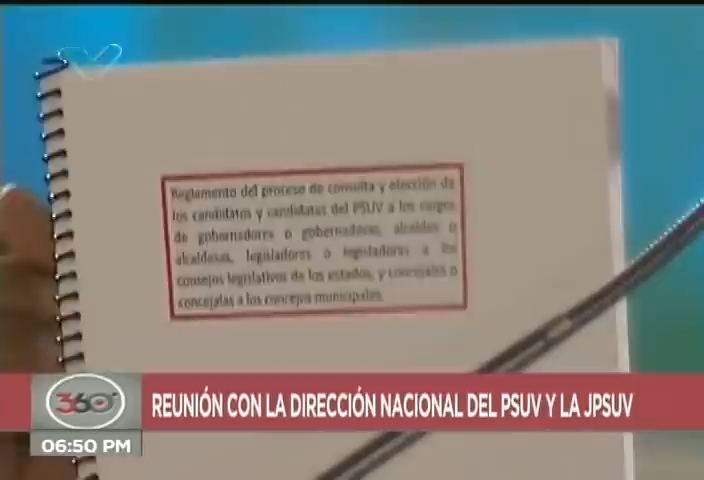 Reglamento del proceso de consulta y elección de
los candidatos y candidatas del PSUV a los cargos
de gobernadores o gobernadoras, alcaldes o
alcaldesas, legisladores o legisladoras a los
consejos legislativos de los estados, y concejales o
concejalas a los concejos municipales.
360°
REUNIÓN CON LA DIRECCIÓN NACIONAL DEL PSUV Y LA JPSUV
06:50 PM